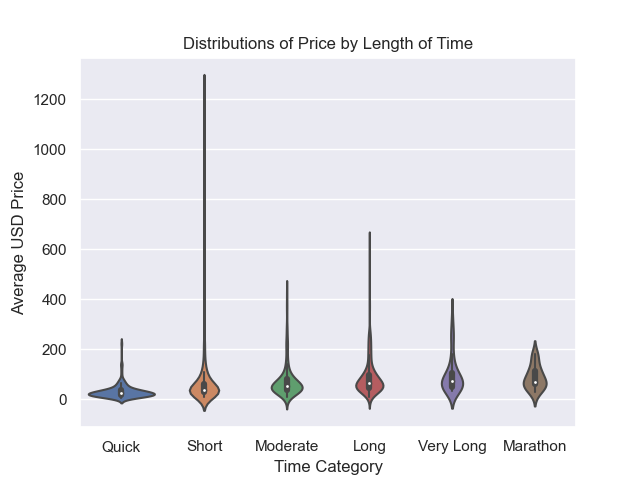 Distributions of Price by Length of Time
Average USD Price
1200
1000
800
600
400
200
0
Quick Short Moderate Long Very Long Marathon
Time Category